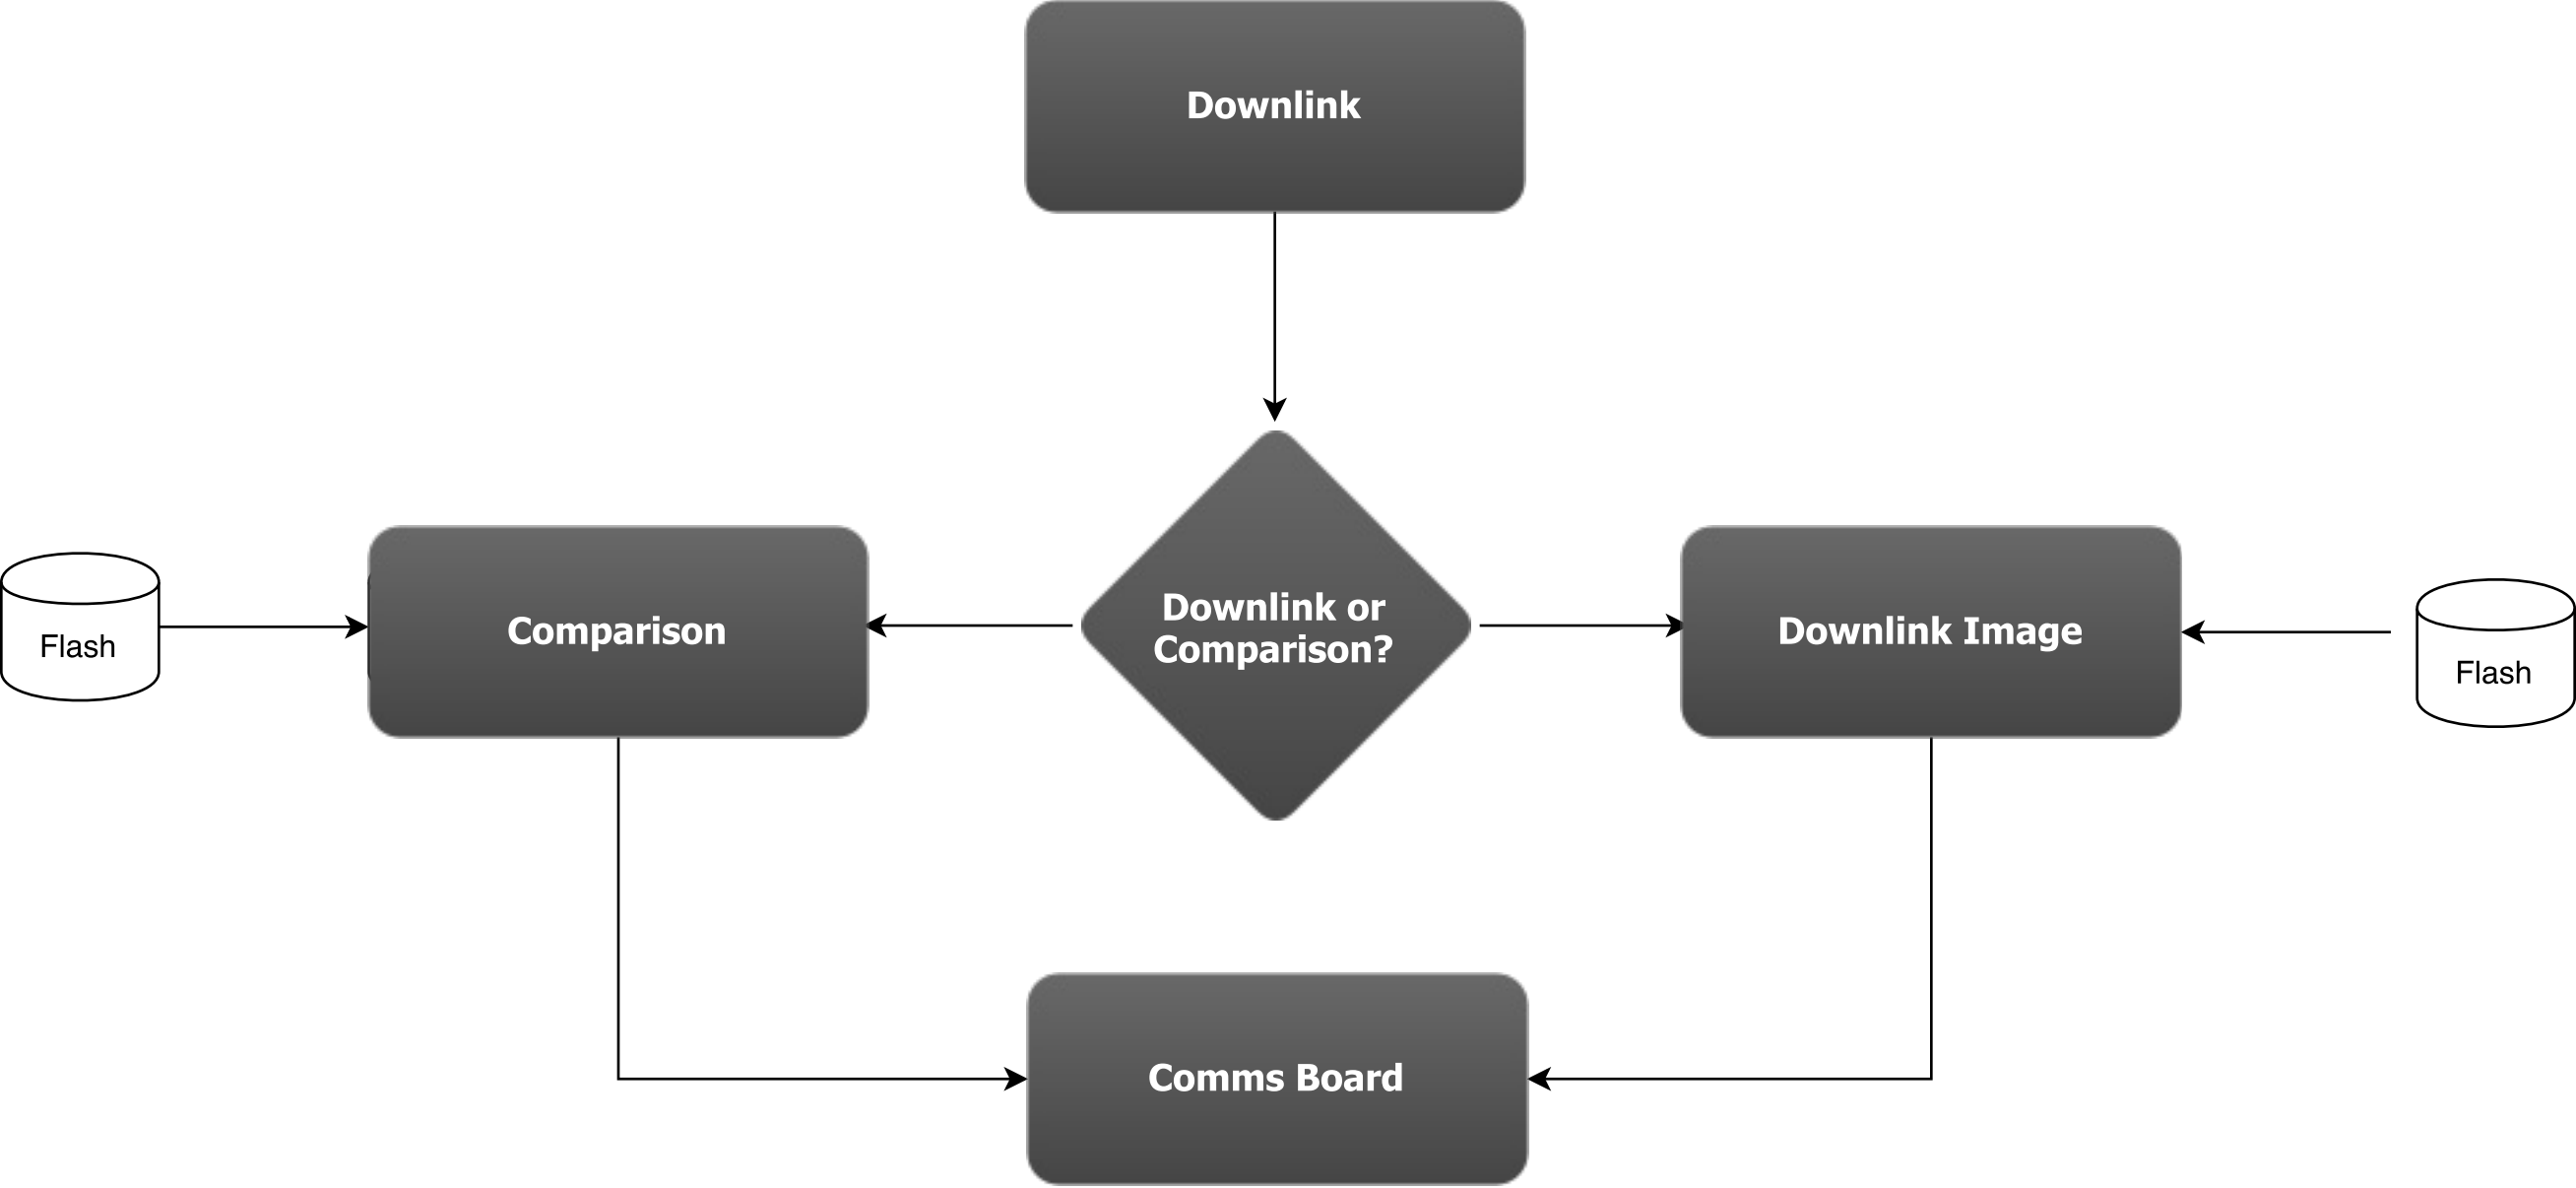 Downlink
Flash
Comparison
Downlink or
Comparison?
Downlink Image
Flash
Comms Board